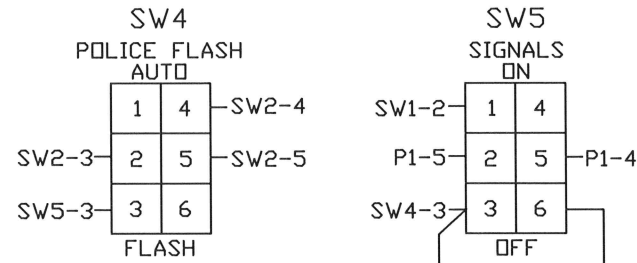 SW4 SW5
POLICE FLASH SIGNALS
AUTO ON
1 4 SW2-4 SW1-2 1 4
SW2-3 2 5 SW2-5 P1-5 2 5 P1-4
SW5-3 3 6 SW4-3 3 6
FLASH OFF